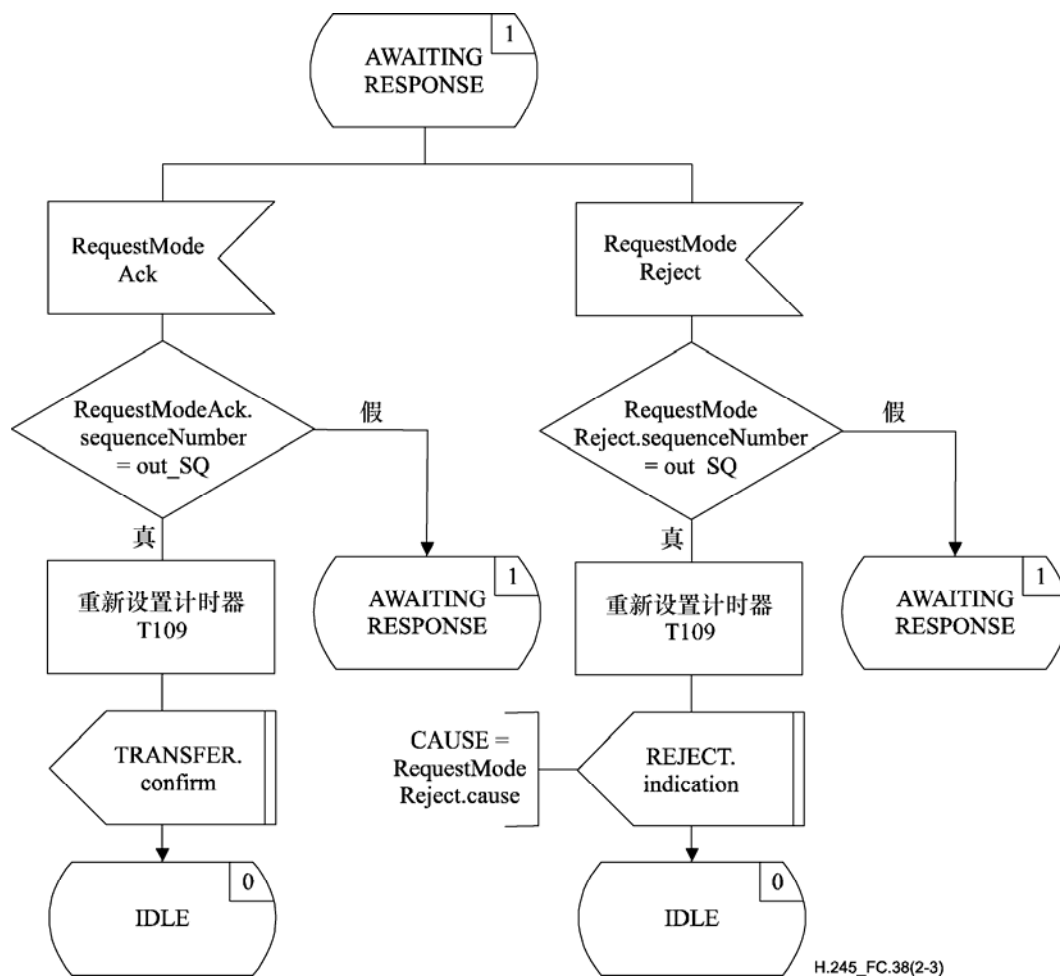 1
AWAITING
RESPONSE
RequestMode
Ack
RequestMode
Reject
RequestModeAck.
sequenceNumber
= out_SQ
假
真
RequestMode
Reject.sequenceNumber
= out SQ
假
真
重新设置计时器
T109
1
AWAITING
RESPONSE
重新设置计时器
T109
1
AWAITING
RESPONSE
TRANSFER.
confirm
CAUSE =
RequestMode
Reject.cause
REJECT.
indication
0
IDLE
0
IDLE
H.245_FC.38(2-3)